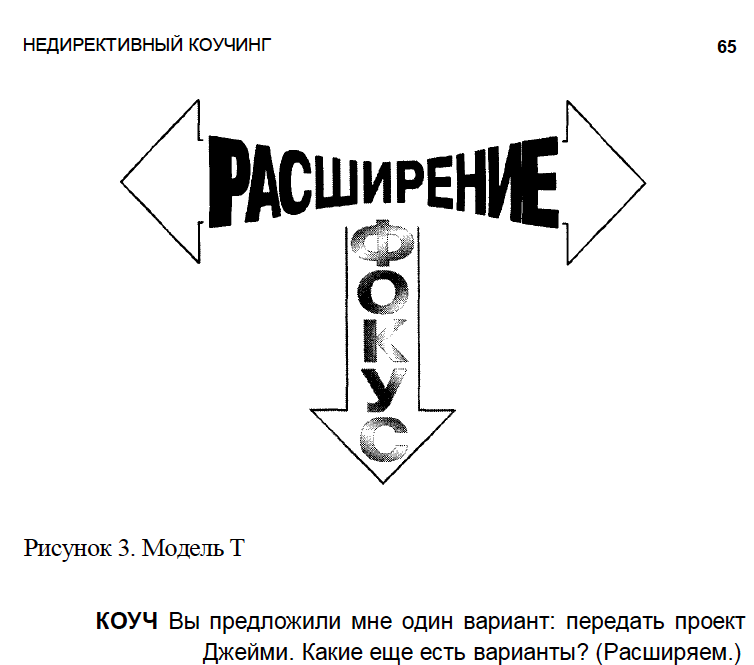 НЕДИРЕКТИВНЫЙ КОУЧИНГ 65
РАСШИРЕНИЕ
ФОКУС
Рисунок 3. Модель Т
КОУЧ Вы предложили мне один вариант: передать проект
Джейми. Какие еще есть варианты? (Расширяем.)